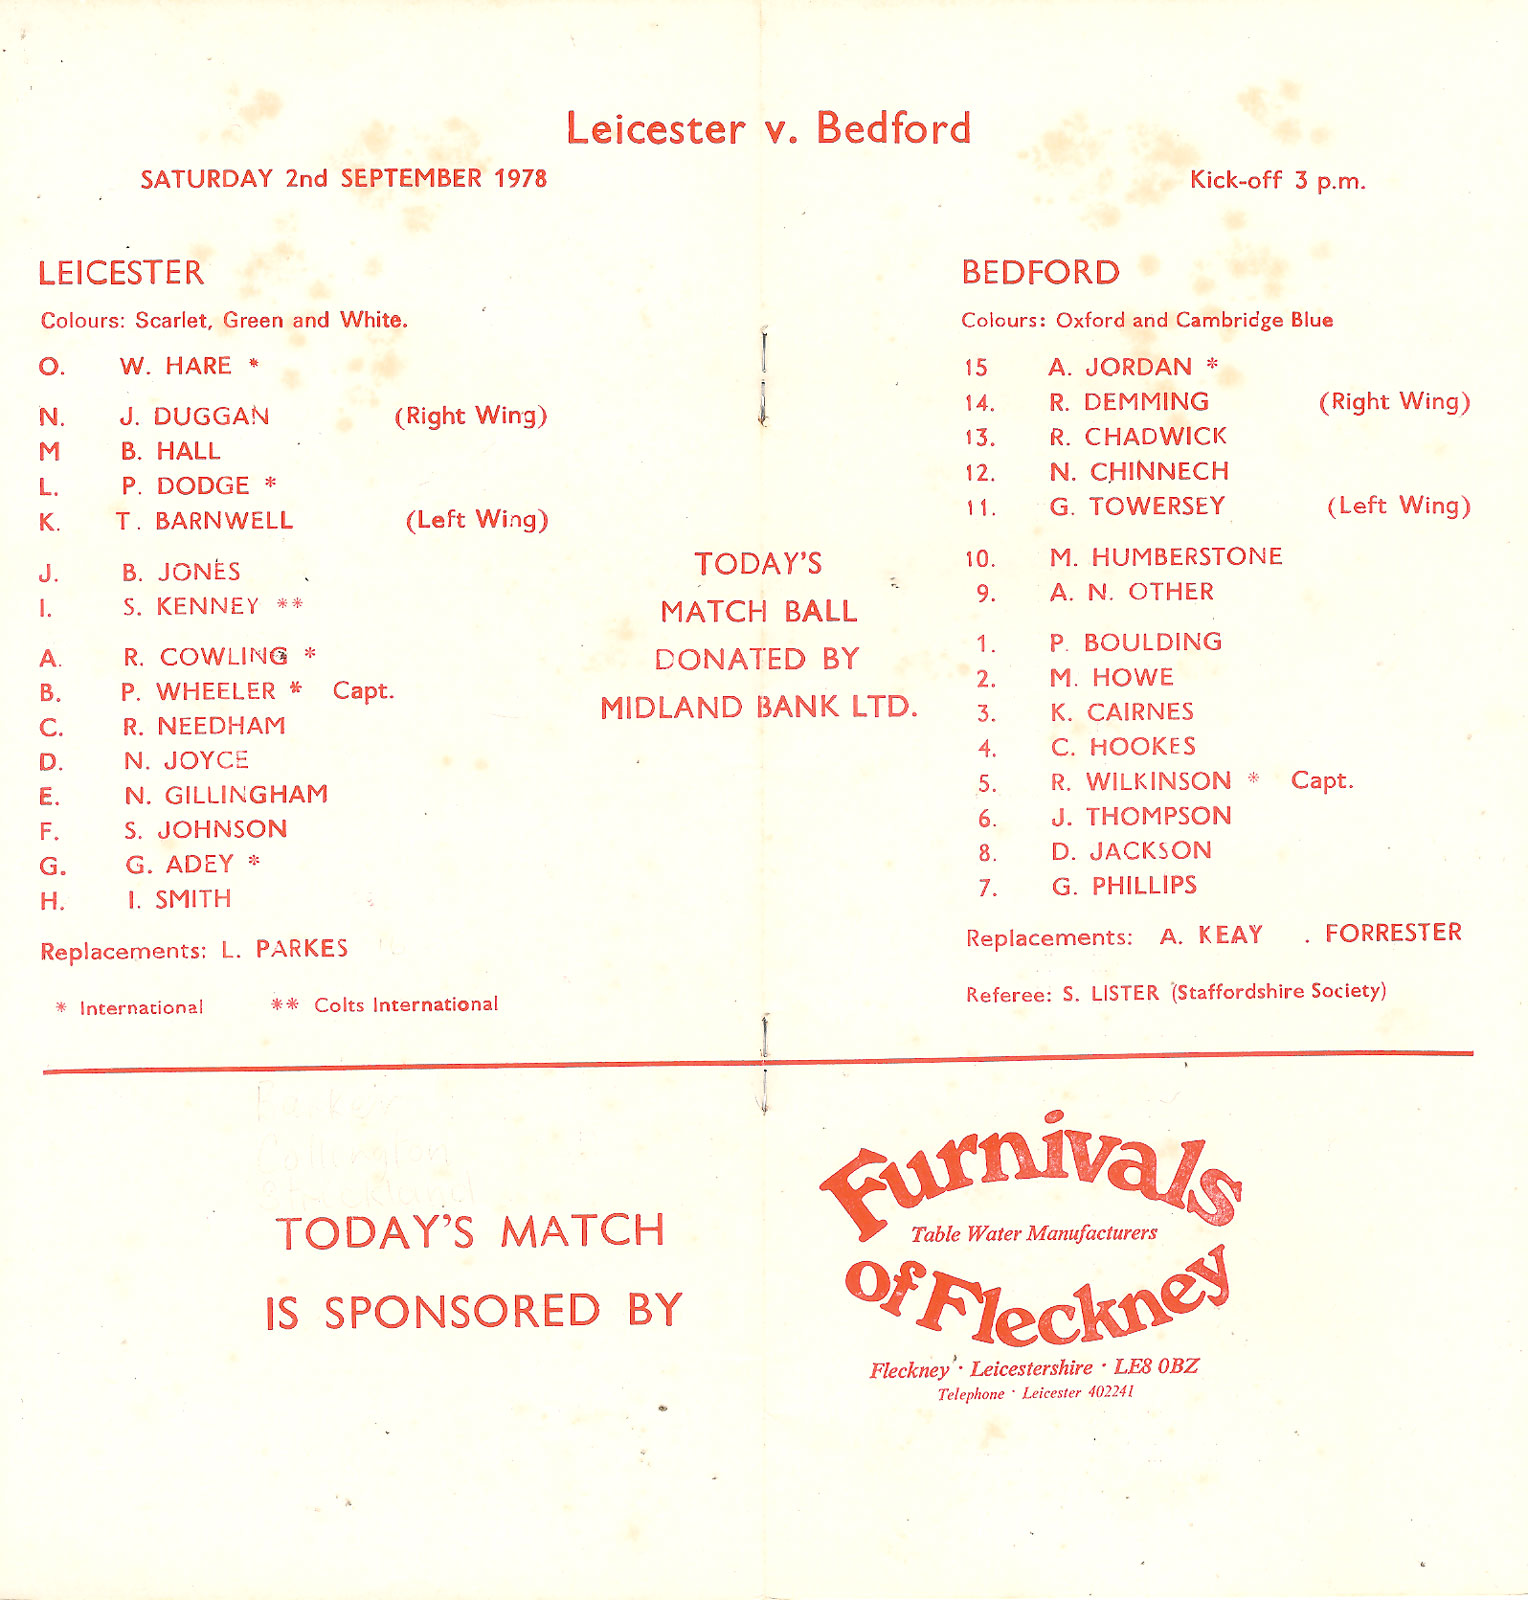 Leicester v. Bedford
SATURDAY 2nd SEPTEMBER 1978
Kick-off 3 p.m.
LEICESTER
Colours: Scarlet, Green and White.
O. W. HARE *
N. J. DUGGAN (Right Wing)
M B. HALL
L. P. DODGE *
K. T. BARNWELL (Left Wing)
J. B. JONES
I. S. KENNEY **
A. R. COWLING *
B. P. WHEELER * Capt.
C. R. NEEDHAM
D. N. JOYCE
E. N. GILLINGHAM
F. S. JOHNSON
G. G. ADEY *
H. I. SMITH
Replacements: L. PARKES
* International ** Colts International
TODAY'S
MATCH BALL
DONATED BY
MIDLAND BANK LTD.
BEDFORD
Colours: Oxford and Cambridge Blue
15 A. JORDAN *
14. R. DEMMING (Right Wing)
13. R. CHADWICK
12. N. CHINNECH
11. G. TOWERSEY (Left Wing)
10. M. HUMBERSTONE
9. A. N. OTHER
1. P. BOULDING
2. M. HOWE
3. K. CAIRNES
4. C. HOOKES
5. R. WILKINSON * Capt.
6. J. THOMPSON
8. D. JACKSON
7. G. PHILLIPS
Replacements: A. KEAY . FORRESTER
Referee: S. LISTER (Staffordshire Society)
Barker
Collington
Strickland
TODAY'S MATCH
IS SPONSORED BY
Furnivals
Table Water Manufacturers
of Fleckney
Fleckney · Leicestershire · LE8 0BZ
Telephone · Leicester 402241